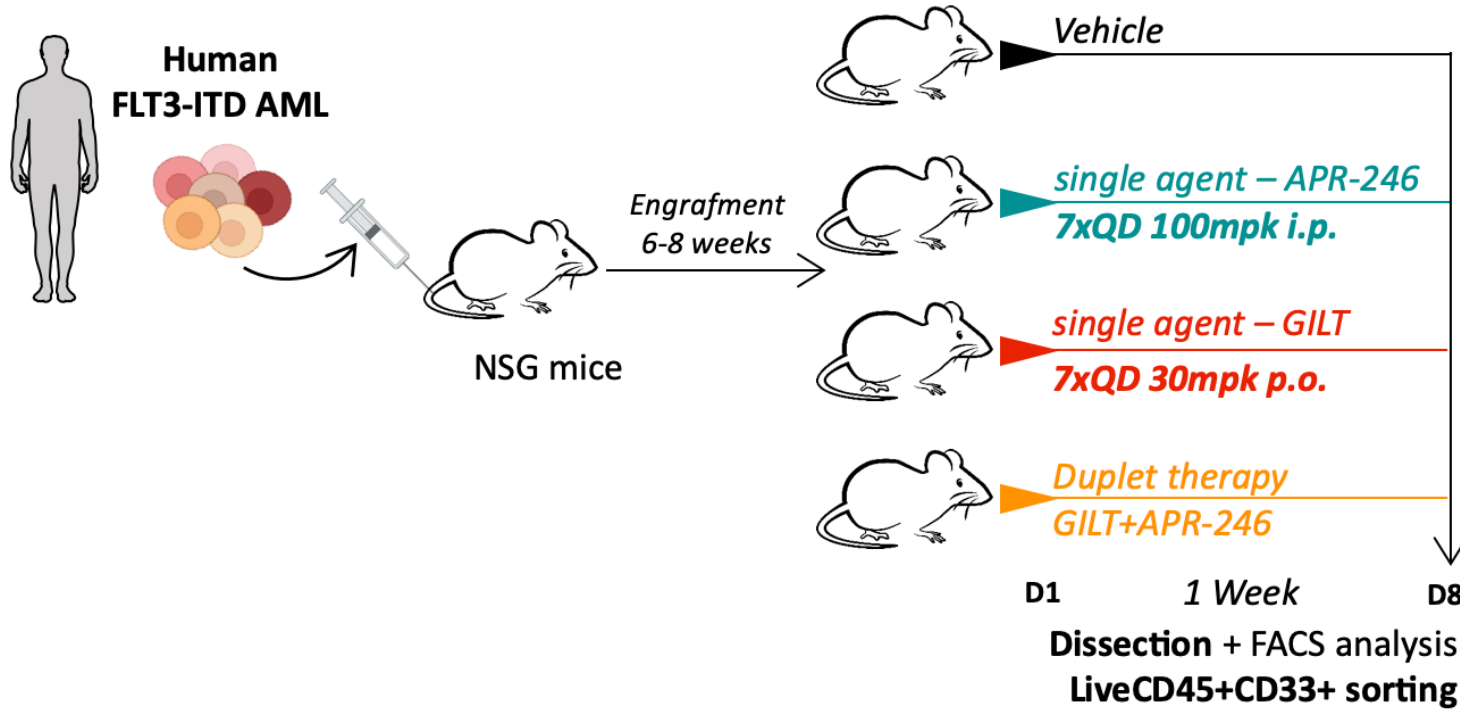 Human
FLT3-ITD AML
NSG mice
Engrafment
6-8 weeks
Vehicle
single agent – APR-246
7xQD 100mpk i.p.
single agent – GILT
7xQD 30mpk p.o.
Duplet therapy
GILT+APR-246
D1 1 Week D8
Dissection + FACS analysis
LiveCD45+CD33+ sorting